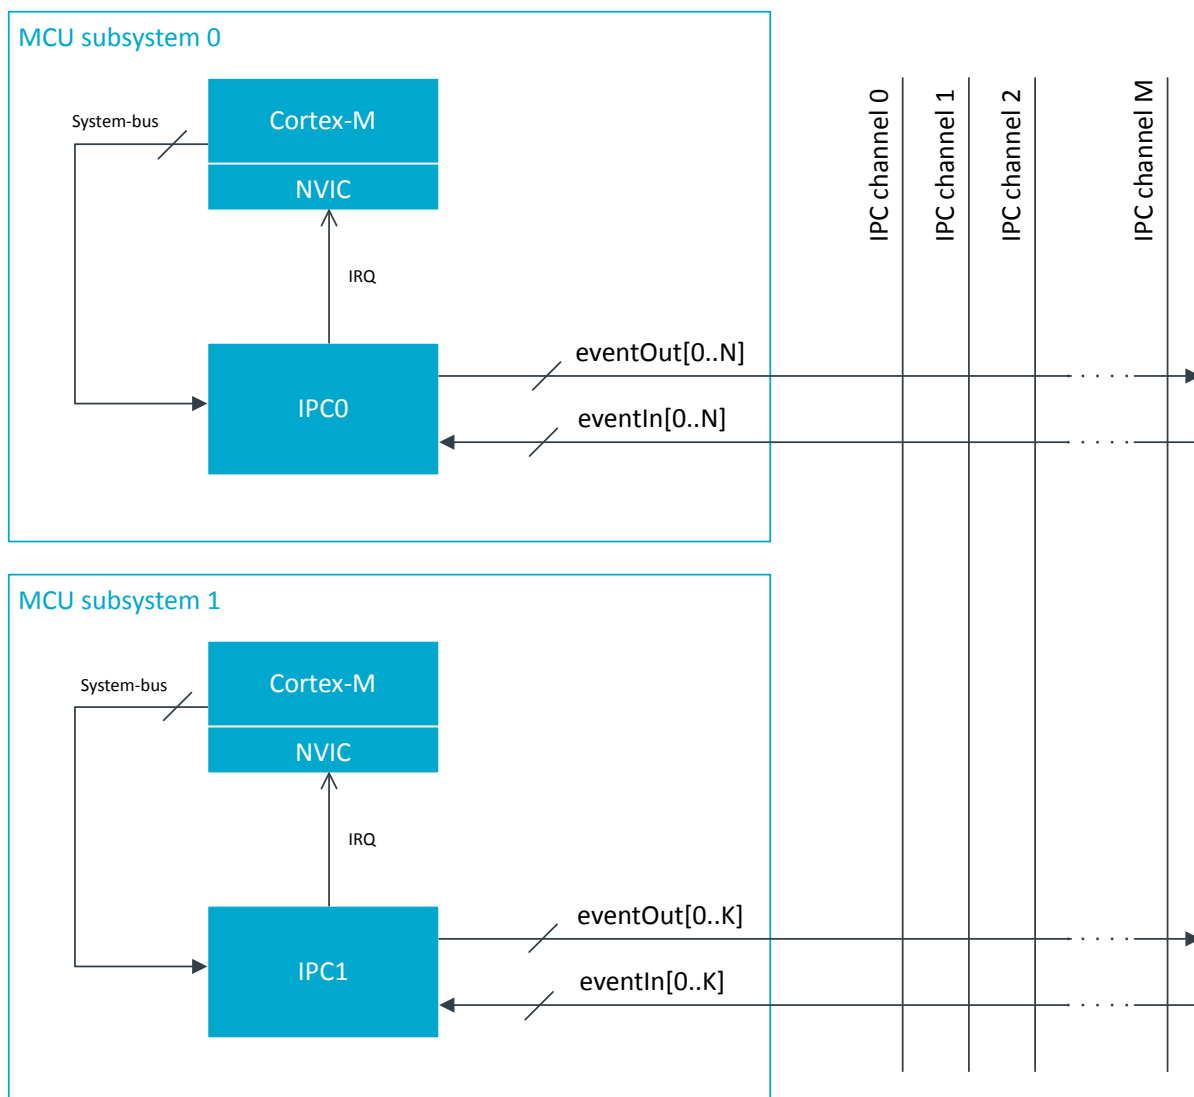 MCU subsystem 0
Cortex-M
System-bus
NVIC
IRQ
eventOut[0..N]
IPC0
eventIn[0..N]
IPC channel 0
IPC channel 1
IPC channel 2
IPC channel M
MCU subsystem 1
Cortex-M
System-bus
NVIC
IRQ
eventOut[0..K]
IPC1
eventIn[0..K]